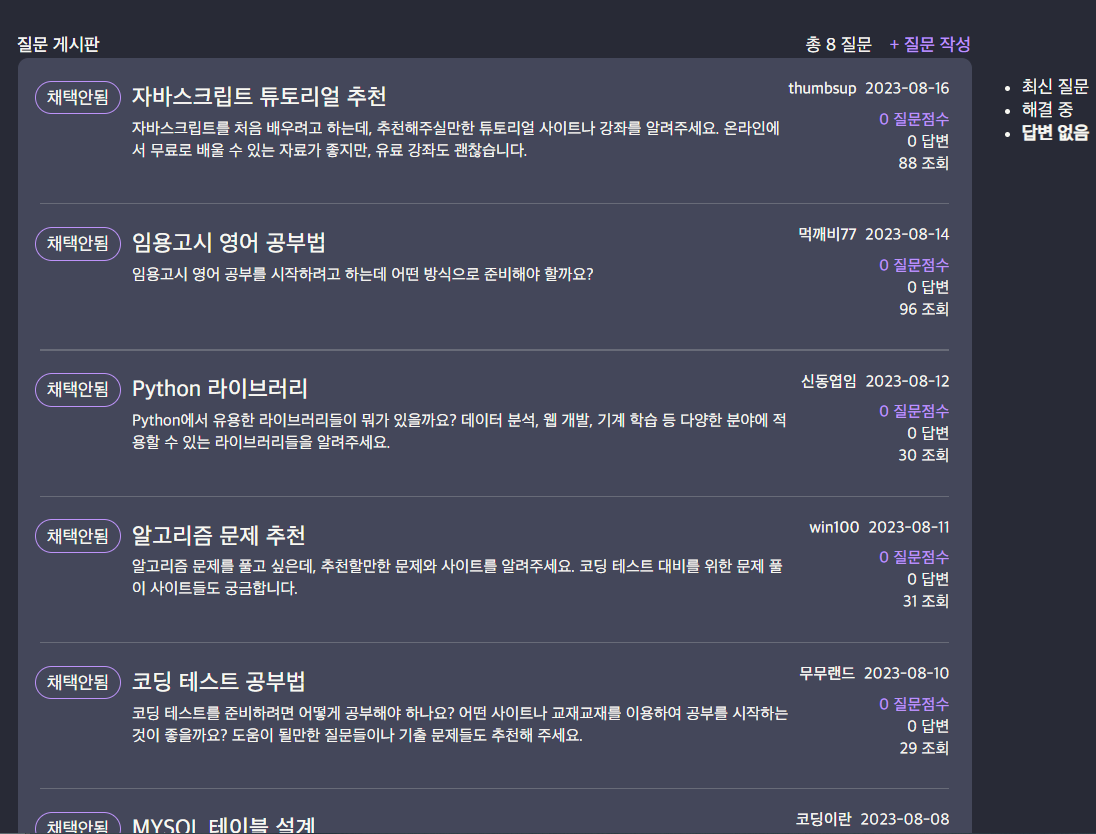 질문 게시판
총 8 질문 + 질문 작성
채택안됨
자바스크립트 튜토리얼 추천
thumbsup 2023-08-16
자바스크립트를 처음 배우려고 하는데, 추천해주실만한 튜토리얼 사이트나 강좌를 알려주세요. 온라인에
서 무료로 배울 수 있는 자료가 좋지만, 유료 강좌도 괜찮습니다.
0 질문점수
0 답변
88 조회
채택안됨
임용고시 영어 공부법
먹깨비77 2023-08-14
임용고시 영어 공부를 시작하려고 하는데 어떤 방식으로 준비해야 할까요?
0 질문점수
0 답변
96 조회
채택안됨
Python 라이브러리
신동엽임 2023-08-12
Python에서 유용한 라이브러리들이 뭐가 있을까요? 데이터 분석, 웹 개발, 기계 학습 등 다양한 분야에 적
용할 수 있는 라이브러리들을 알려주세요.
0 질문점수
0 답변
30 조회
채택안됨
알고리즘 문제 추천
win100 2023-08-11
알고리즘 문제를 풀고 싶은데, 추천할만한 문제와 사이트를 알려주세요. 코딩 테스트 대비를 위한 문제 풀
이 사이트들도 궁금합니다.
0 질문점수
0 답변
31 조회
채택안됨
코딩 테스트 공부법
무무랜드 2023-08-10
코딩 테스트를 준비하려면 어떻게 공부해야 하나요? 어떤 사이트나 교재교재를 이용하여 공부를 시작하는
것이 좋을까요? 도움이 될만한 질문들이나 기출 문제들도 추천해 주세요.
0 질문점수
0 답변
29 조회
채택안됨
MYSQL 테이블 설계
코딩이란 2023-08-08
최신 질문
해결 중
답변 없음